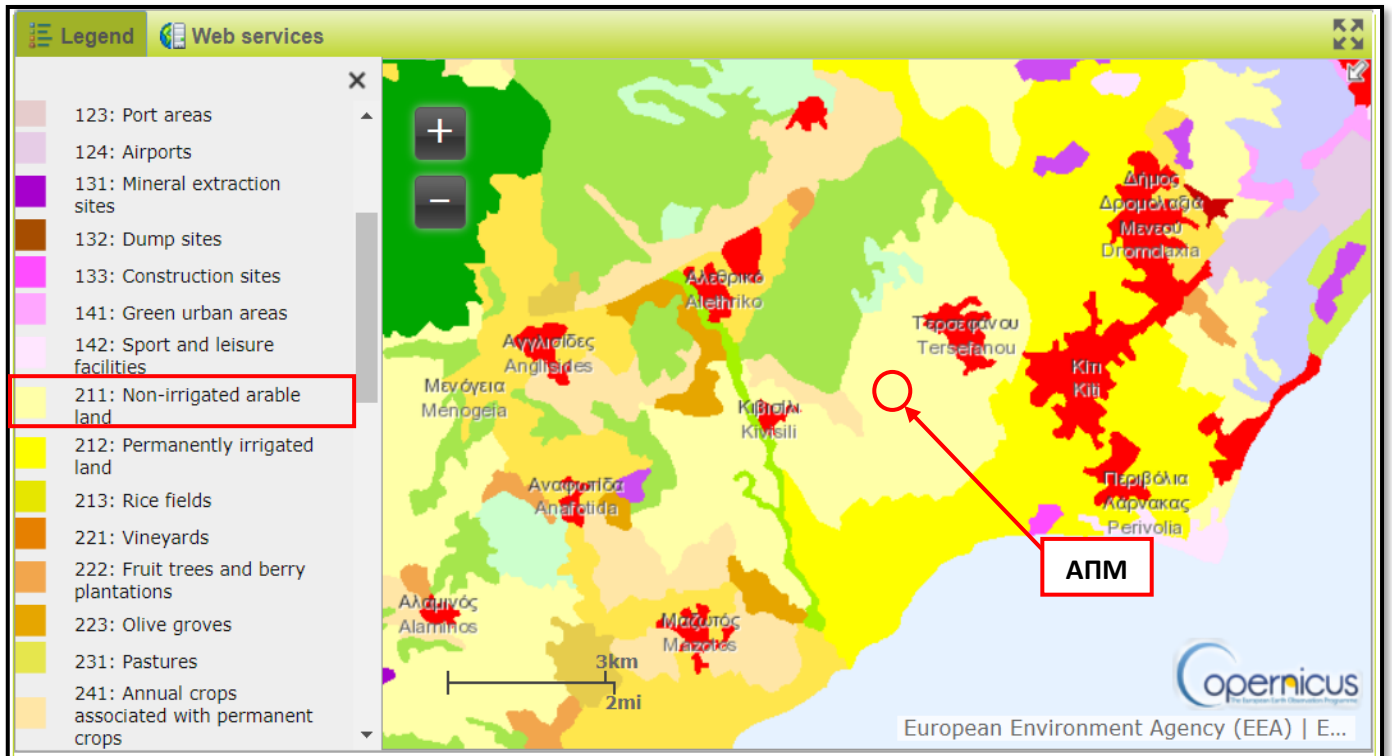 Legend
Web services
123: Port areas
124: Airports
131: Mineral extraction
sites
132: Dump sites
133: Construction sites
141: Green urban areas
142: Sport and leisure
facilities
211: Non-irrigated arable
land
212: Permanently irrigated
land
213: Rice fields
221: Vineyards
222: Fruit trees and berry
plantations
223: Olive groves
231: Pastures
241: Annual crops
associated with permanent
crops
+
−
Δήμος
Δρομολαξιά
Μενεού
Dromolaxia
Αλεθρικό
Alethriko
Τερσεφάνου
Tersefanou
Αγγλισίδες
Anglisides
Κίτι
Kiti
Μενόγεια
Menogeia
Κιβισίλι
Kivisili
Αναφωτίδα
Anafotida
Περιβόλια
Λάρνακας
Perivolia
ΑΠΜ
Αλαμινός
Alaminos
Μαζωτός
Mazotos
3km
2mi
Copernicus
The European Earth Observation Programme
European Environment Agency (EEA) | E...